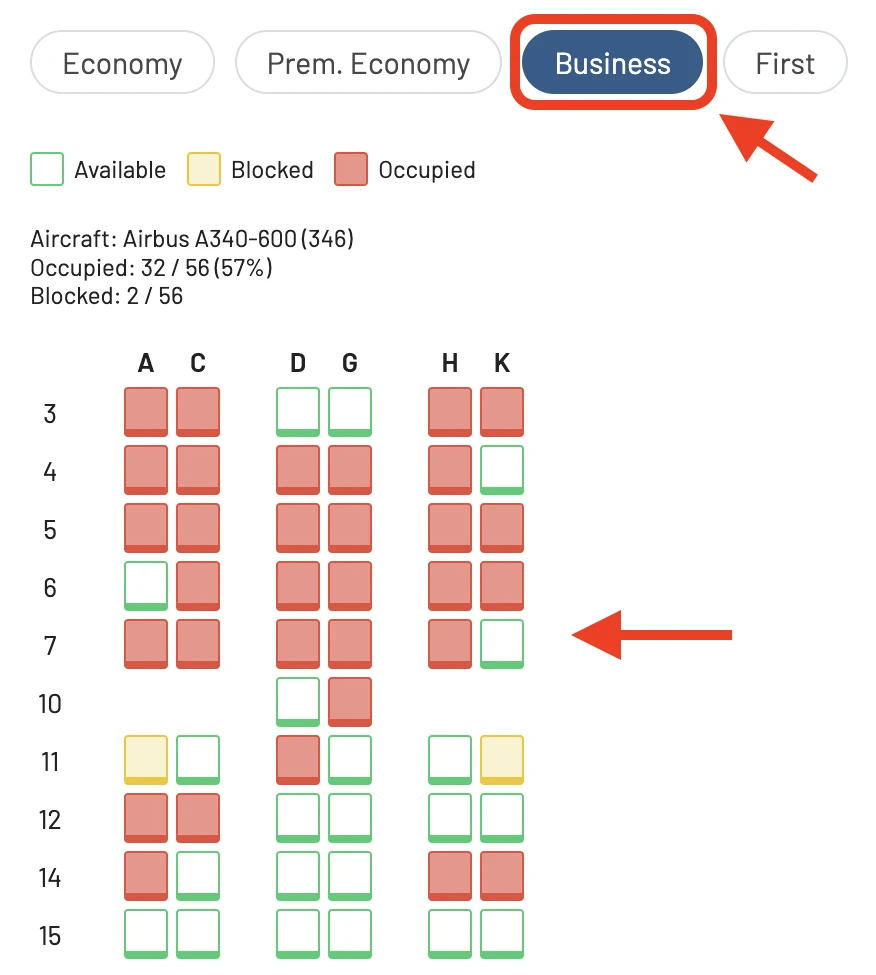 Economy Prem. Economy Business First
Available Blocked Occupied
Aircraft: Airbus A340-600 (346)
Occupied: 32 / 56 (57%)
Blocked: 2 / 56
A C D G H K
3
4
5
6
7
10
11
12
14
15